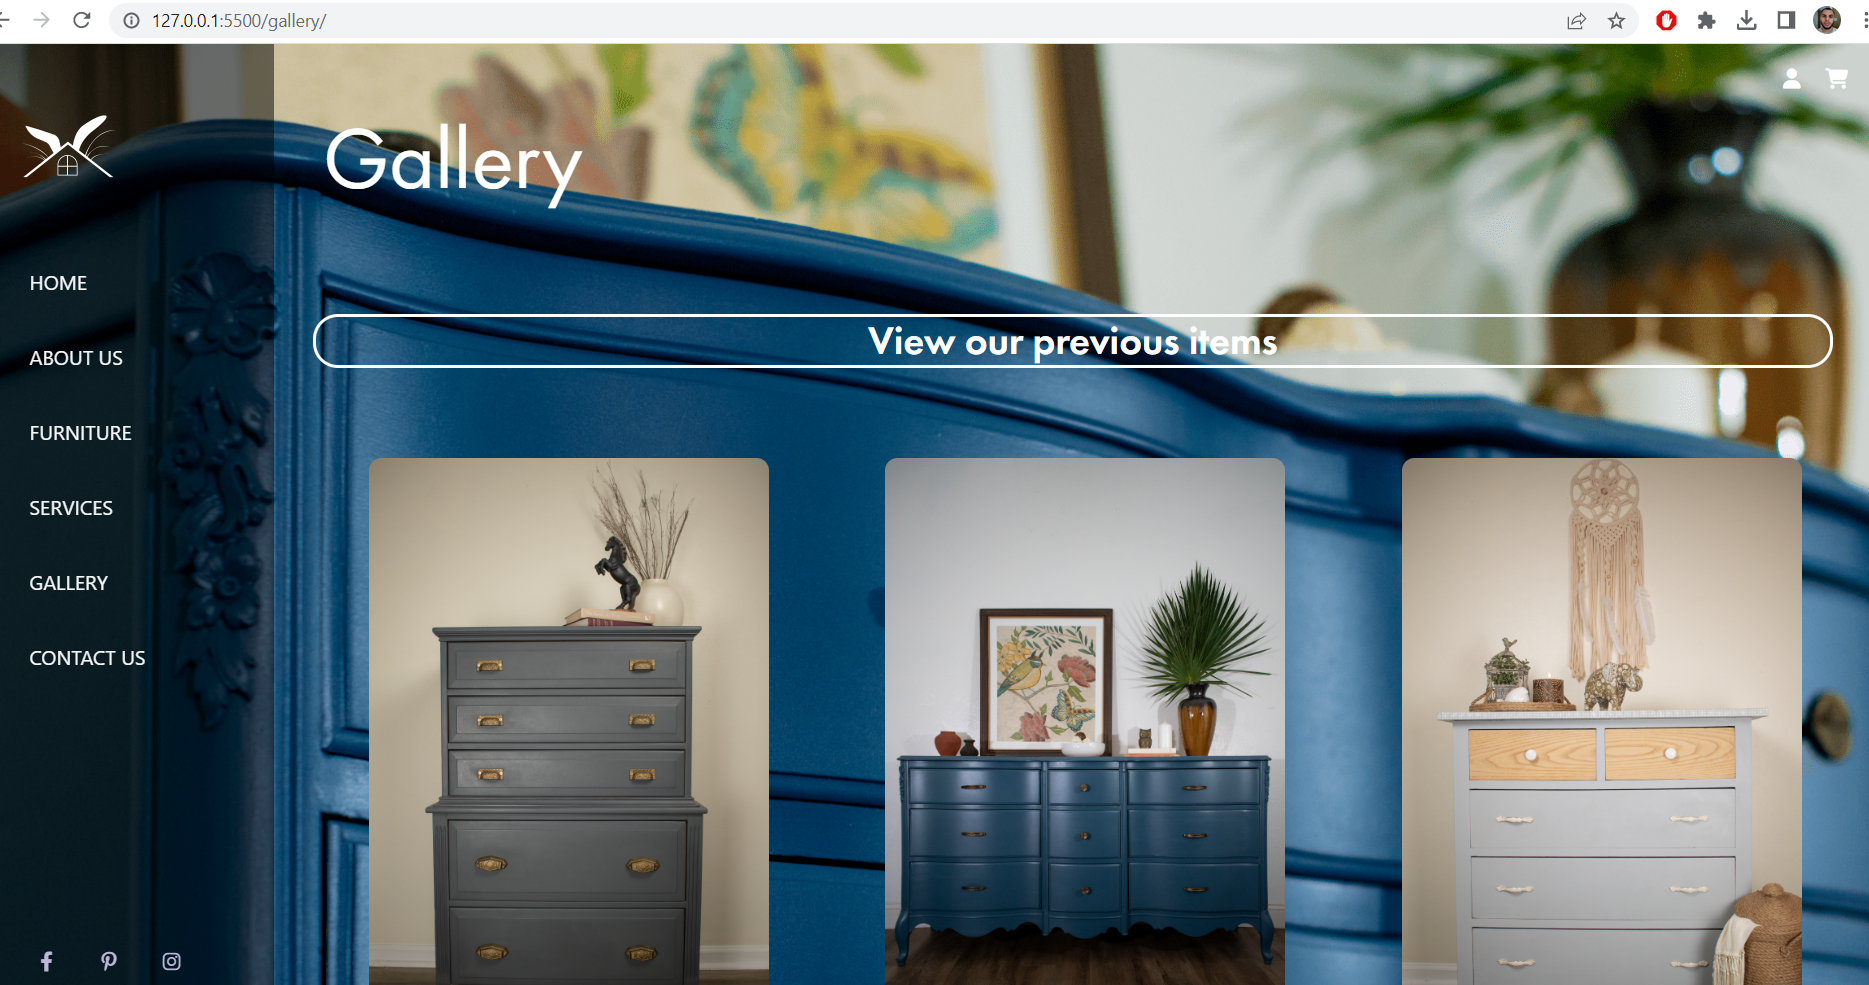 127.0.0.1:5500/gallery/
Gallery
View our previous items
HOME
ABOUT US
FURNITURE
SERVICES
GALLERY
CONTACT US